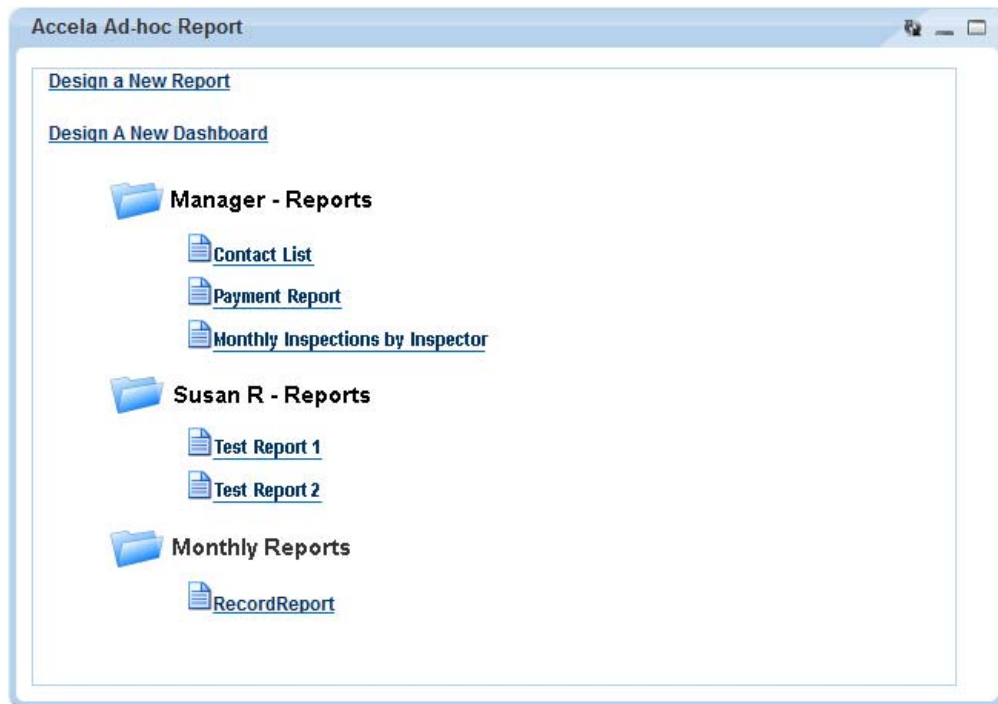 Accela Ad-hoc Report
Design a New Report
Design A New Dashboard
Manager - Reports
Contact List
Payment Report
Monthly Inspections by Inspector
Susan R - Reports
Test Report 1
Test Report 2
Monthly Reports
RecordReport